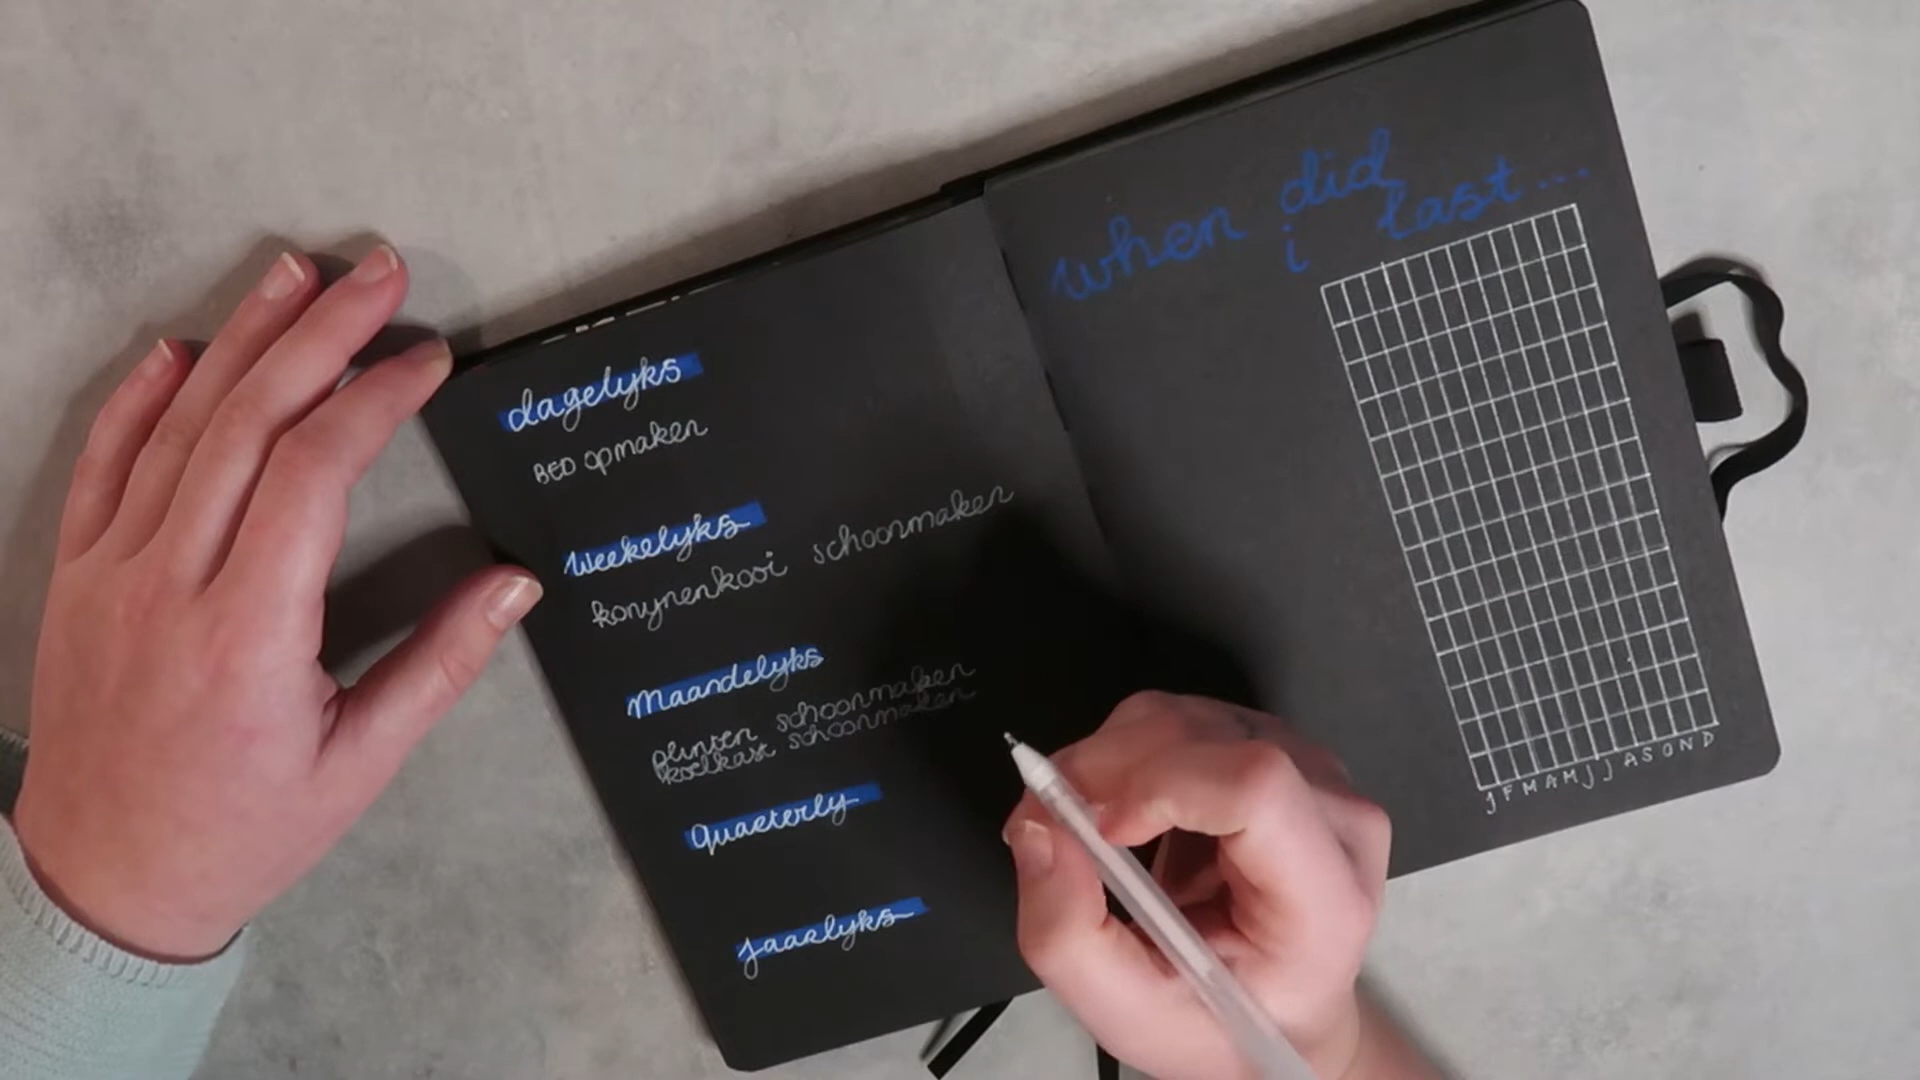 dagelyks
BED opmaken
Weekelyks
konynenkooi schoonmaken
Maandelyks
plinten schoonmaken
koelkast schoonmaken
Quarterly
Jaarlyks
when did
i last...
J F M A M J J A S O N D